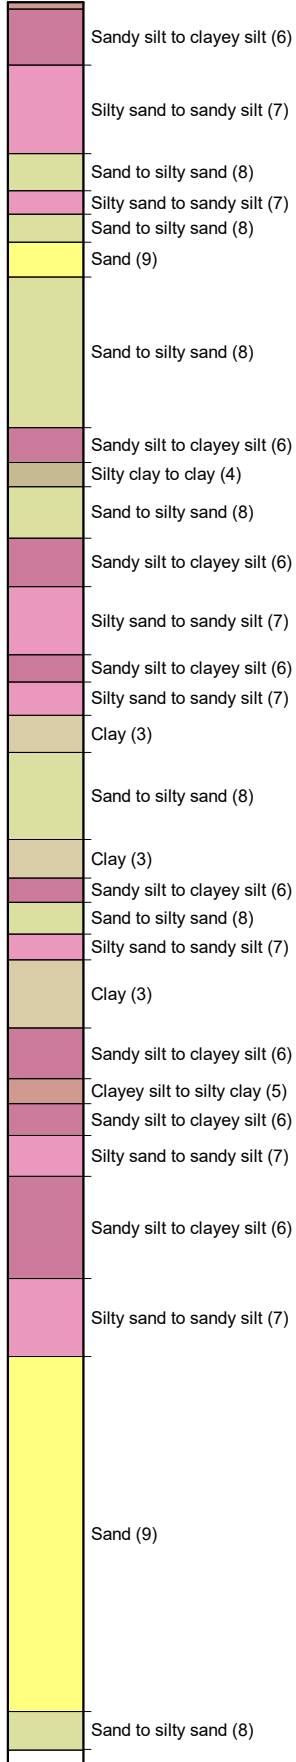 Sandy silt to clayey silt (6)
Silty sand to sandy silt (7)
Sand to silty sand (8)
Silty sand to sandy silt (7)
Sand to silty sand (8)
Sand (9)
Sand to silty sand (8)
Sandy silt to clayey silt (6)
Silty clay to clay (4)
Sand to silty sand (8)
Sandy silt to clayey silt (6)
Silty sand to sandy silt (7)
Sandy silt to clayey silt (6)
Silty sand to sandy silt (7)
Clay (3)
Sand to silty sand (8)
Clay (3)
Sandy silt to clayey silt (6)
Sand to silty sand (8)
Silty sand to sandy silt (7)
Clay (3)
Sandy silt to clayey silt (6)
Clayey silt to silty clay (5)
Sandy silt to clayey silt (6)
Silty sand to sandy silt (7)
Sandy silt to clayey silt (6)
Silty sand to sandy silt (7)
Sand (9)
Sand to silty sand (8)